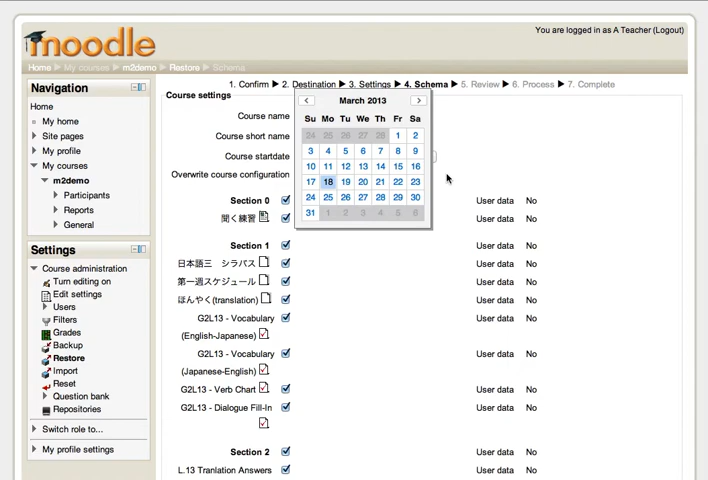 You are logged in as A Teacher (Logout)
moodle
Home ▶ My courses ▶ m2demo ▶ Restore ▶ Schema
Navigation
Home
My home
Site pages
My profile
My courses
m2demo
Participants
Reports
General
Settings
Course administration
Turn editing on
Edit settings
Users
Filters
Grades
Backup
Restore
Import
Reset
Question bank
Repositories
Switch role to...
My profile settings
1. Confirm ▶ 2. Destination ▶ 3. Settings ▶ 4. Schema ▶ 5. Review ▶ 6. Process ▶ 7. Complete
Course settings
Course name
Course short name
Course startdate
Overwrite course configuration
March 2013
Su Mo Tu We Th Fr Sa
24 25 26 27 28 1 2
3 4 5 6 7 8 9
10 11 12 13 14 15 16
17 18 19 20 21 22 23
24 25 26 27 28 29 30
31 1 2 3 4 5 6
Section 0 User data No
聞く練習 User data No
Section 1 User data No
日本語三 シラバス User data No
第一週スケジュール User data No
ほんやく(translation) User data No
G2L13 - Vocabulary User data No
(English-Japanese)
G2L13 - Vocabulary User data No
(Japanese-English)
G2L13 - Verb Chart User data No
G2L13 - Dialogue Fill-In User data No
Section 2 User data No
L.13 Tranlation Answers User data No